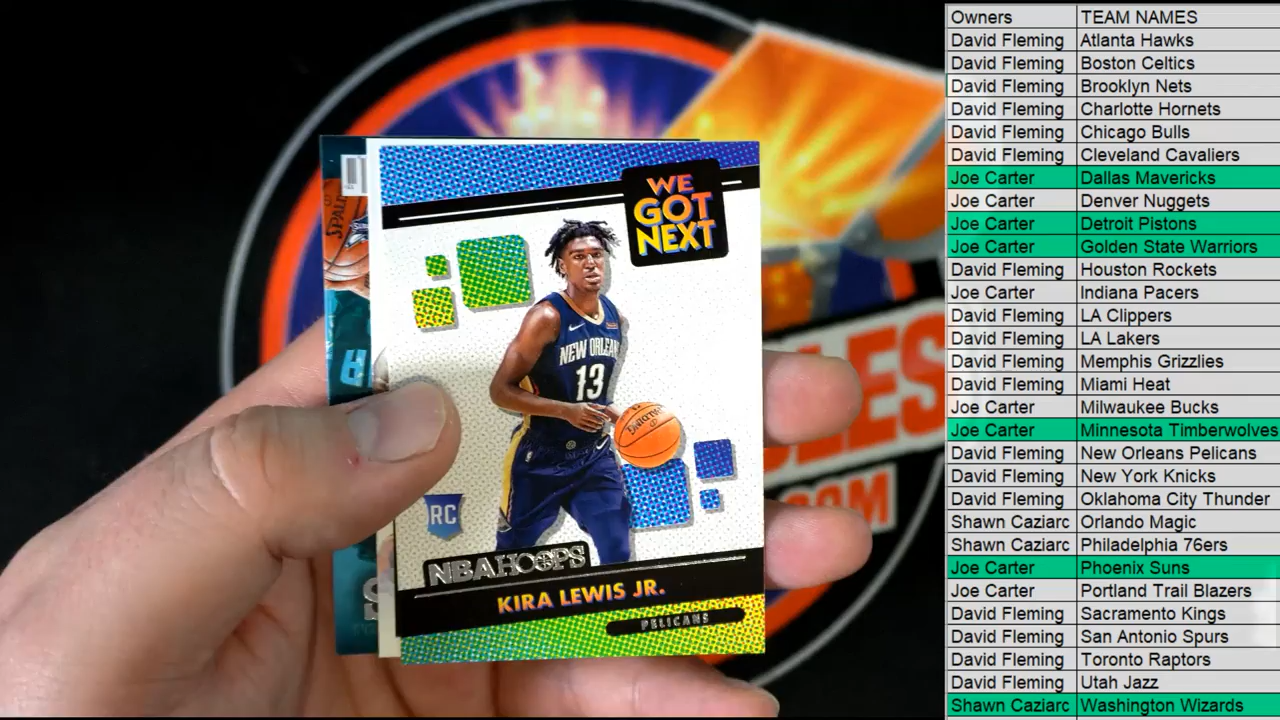 WE
GOT
NEXT
NEW ORLEANS
13
SPALDING
RC
NBA HOOPS
KIRA LEWIS JR.
PELICANS
.COM
Owners TEAM NAMES
David Fleming Atlanta Hawks
David Fleming Boston Celtics
David Fleming Brooklyn Nets
David Fleming Charlotte Hornets
David Fleming Chicago Bulls
David Fleming Cleveland Cavaliers
Joe Carter Dallas Mavericks
Joe Carter Denver Nuggets
Joe Carter Detroit Pistons
Joe Carter Golden State Warriors
David Fleming Houston Rockets
Joe Carter Indiana Pacers
David Fleming LA Clippers
David Fleming LA Lakers
David Fleming Memphis Grizzlies
David Fleming Miami Heat
Joe Carter Milwaukee Bucks
Joe Carter Minnesota Timberwolves
David Fleming New Orleans Pelicans
David Fleming New York Knicks
David Fleming Oklahoma City Thunder
Shawn Caziarc Orlando Magic
Shawn Caziarc Philadelphia 76ers
Joe Carter Phoenix Suns
Joe Carter Portland Trail Blazers
David Fleming Sacramento Kings
David Fleming San Antonio Spurs
David Fleming Toronto Raptors
David Fleming Utah Jazz
Shawn Caziarc Washington Wizards